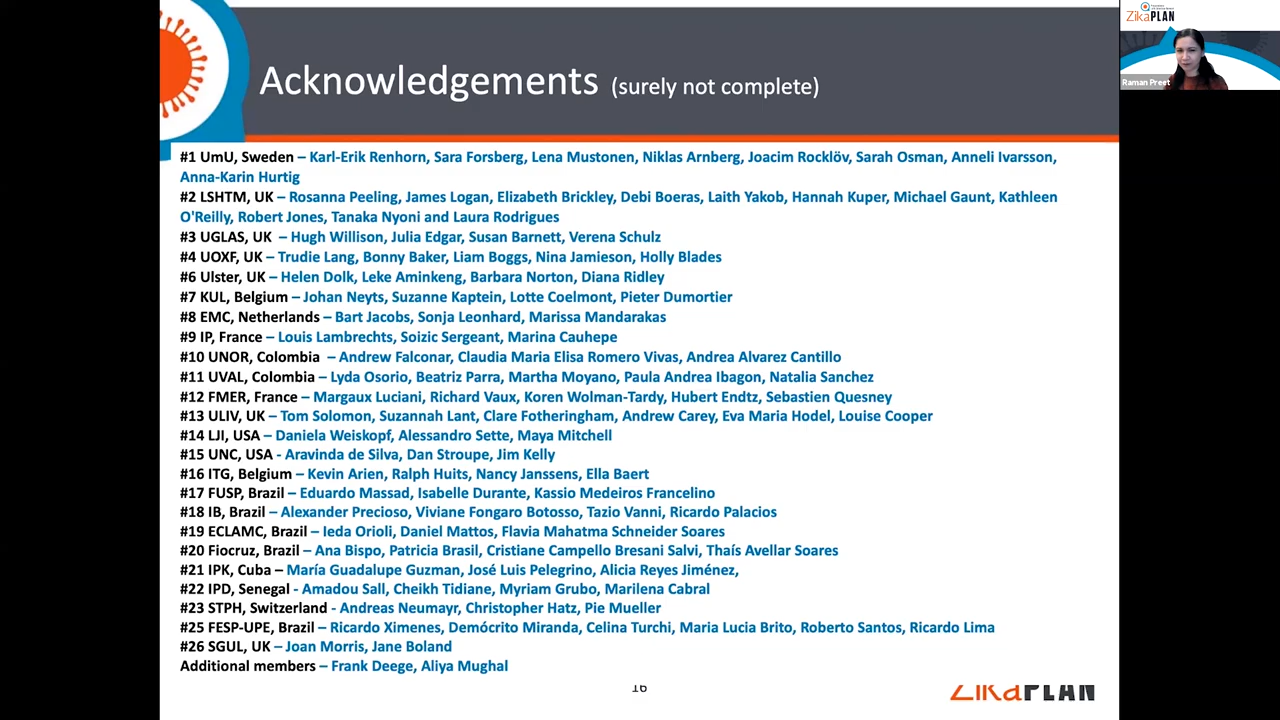 Acknowledgements (surely not complete)
#1 UmU, Sweden – Karl-Erik Renhorn, Sara Forsberg, Lena Mustonen, Niklas Arnberg, Joacim Rocklöv, Sarah Osman, Anneli Ivarsson,
Anna-Karin Hurtig
#2 LSHTM, UK – Rosanna Peeling, James Logan, Elizabeth Brickley, Debi Boeras, Laith Yakob, Hannah Kuper, Michael Gaunt, Kathleen
O'Reilly, Robert Jones, Tanaka Nyoni and Laura Rodrigues
#3 UGLAS, UK – Hugh Willison, Julia Edgar, Susan Barnett, Verena Schulz
#4 UOXF, UK – Trudie Lang, Bonny Baker, Liam Boggs, Nina Jamieson, Holly Blades
#6 Ulster, UK – Helen Dolk, Leke Aminkeng, Barbara Norton, Diana Ridley
#7 KUL, Belgium – Johan Neyts, Suzanne Kaptein, Lotte Coelmont, Pieter Dumortier
#8 EMC, Netherlands – Bart Jacobs, Sonja Leonhard, Marissa Mandarakas
#9 IP, France – Louis Lambrechts, Soizic Sergeant, Marina Cauhepe
#10 UNOR, Colombia – Andrew Falconar, Claudia Maria Elisa Romero Vivas, Andrea Alvarez Cantillo
#11 UVAL, Colombia – Lyda Osorio, Beatriz Parra, Martha Moyano, Paula Andrea Ibagon, Natalia Sanchez
#12 FMER, France – Margaux Luciani, Richard Vaux, Koren Wolman-Tardy, Hubert Endtz, Sebastien Quesney
#13 ULIV, UK – Tom Solomon, Suzannah Lant, Clare Fotheringham, Andrew Carey, Eva Maria Hodel, Louise Cooper
#14 LJI, USA – Daniela Weiskopf, Alessandro Sette, Maya Mitchell
#15 UNC, USA - Aravinda de Silva, Dan Stroupe, Jim Kelly
#16 ITG, Belgium – Kevin Arien, Ralph Huits, Nancy Janssens, Ella Baert
#17 FUSP, Brazil – Eduardo Massad, Isabelle Durante, Kassio Medeiros Francelino
#18 IB, Brazil – Alexander Precioso, Viviane Fongaro Botosso, Tazio Vanni, Ricardo Palacios
#19 ECLAMC, Brazil – Ieda Orioli, Daniel Mattos, Flavia Mahatma Schneider Soares
#20 Fiocruz, Brazil – Ana Bispo, Patricia Brasil, Cristiane Campello Bresani Salvi, Thaís Avellar Soares
#21 IPK, Cuba – María Guadalupe Guzman, José Luis Pelegrino, Alicia Reyes Jiménez,
#22 IPD, Senegal - Amadou Sall, Cheikh Tidiane, Myriam Grubo, Marilena Cabral
#23 STPH, Switzerland - Andreas Neumayr, Christopher Hatz, Pie Mueller
#25 FESP-UPE, Brazil – Ricardo Ximenes, Demócrito Miranda, Celina Turchi, Maria Lucia Brito, Roberto Santos, Ricardo Lima
#26 SGUL, UK – Joan Morris, Jane Boland
Additional members – Frank Deege, Aliya Mughal
16
ZikaPLAN
ZikaPLAN
Raman Preet